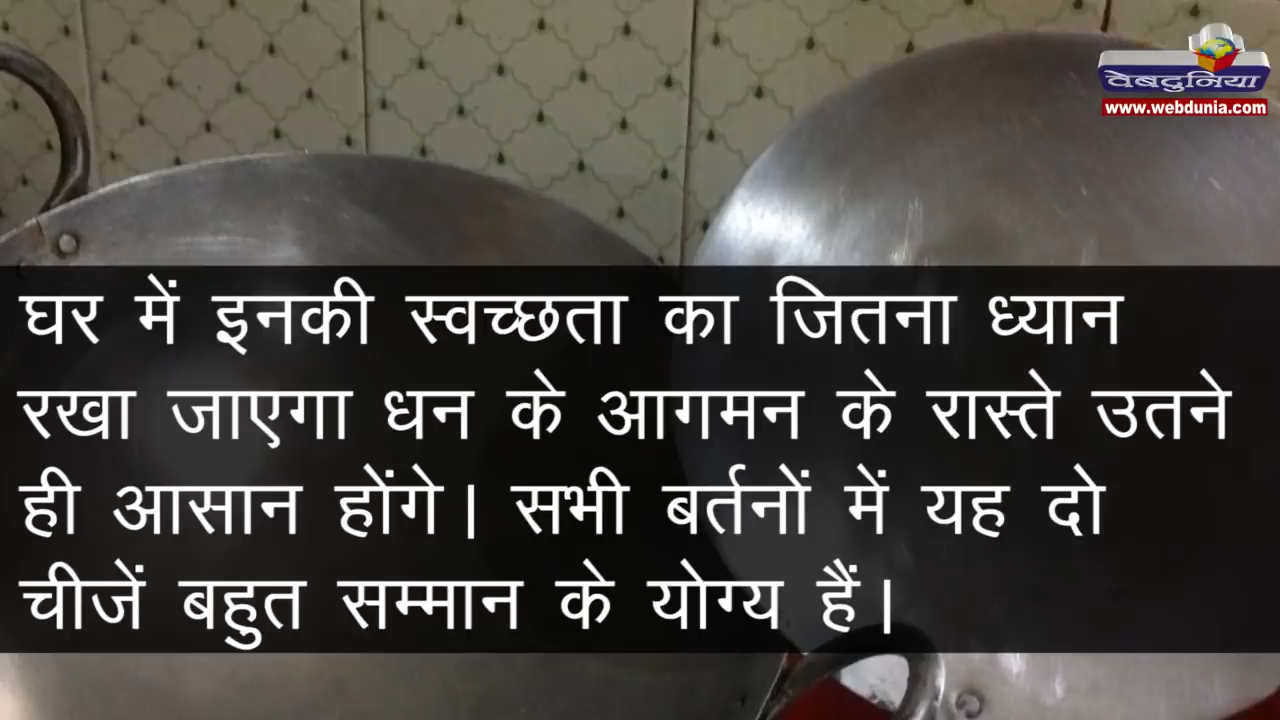 वेबदुनिया
www.webdunia.com
घर में इनकी स्वच्छता का जितना ध्यान
रखा जाएगा धन के आगमन के रास्ते उतने
ही आसान होंगे। सभी बर्तनों में यह दो
चीजें बहुत सम्मान के योग्य हैं।